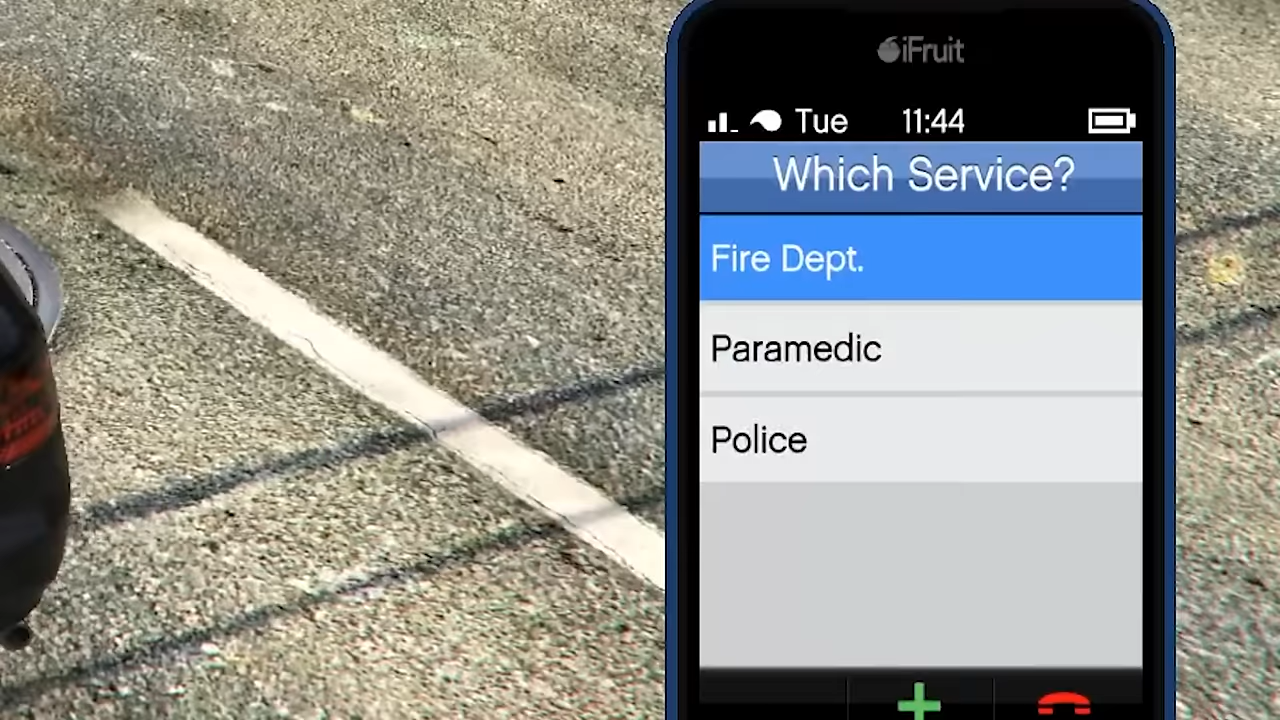 iFruit
Tue 11:44
Which Service?
Fire Dept.
Paramedic
Police